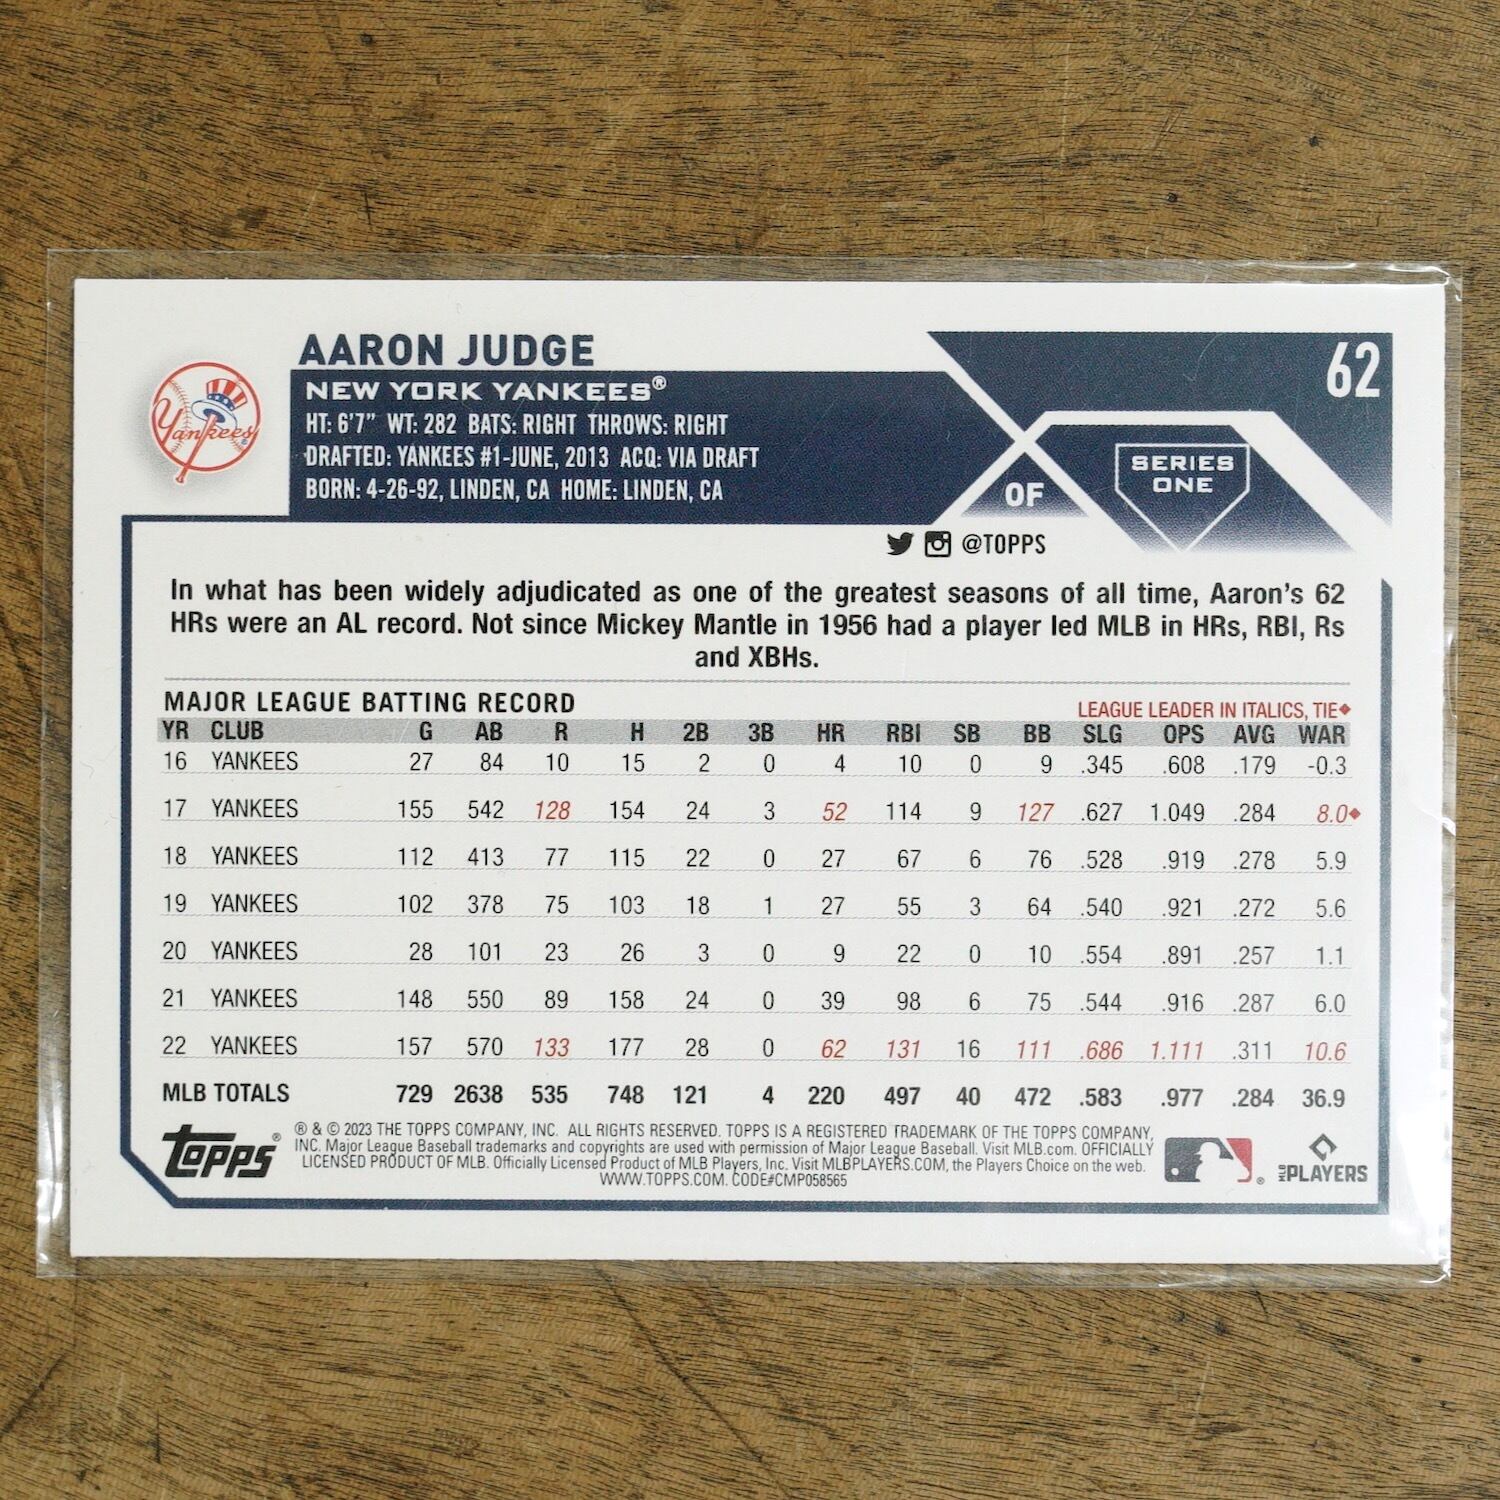 AARON JUDGE
62
Yankees
NEW YORK YANKEES®
HT: 6'7" WT: 282 BATS: RIGHT THROWS: RIGHT
DRAFTED: YANKEES #1-JUNE, 2013 ACQ: VIA DRAFT
BORN: 4-26-92, LINDEN, CA HOME: LINDEN, CA
OF
SERIES
ONE
@TOPPS
In what has been widely adjudicated as one of the greatest seasons of all time, Aaron's 62
HRs were an AL record. Not since Mickey Mantle in 1956 had a player led MLB in HRs, RBI, Rs
and XBHs.
MAJOR LEAGUE BATTING RECORD
LEAGUE LEADER IN ITALICS, TIE◆
YR CLUB G AB R H 2B 3B HR RBI SB BB SLG OPS AVG WAR
16 YANKEES 27 84 10 15 2 0 4 10 0 9 .345 .608 .179 -0.3
17 YANKEES 155 542 128 154 24 3 52 114 9 127 .627 1.049 .284 8.0◆
18 YANKEES 112 413 77 115 22 0 27 67 6 76 .528 .919 .278 5.9
19 YANKEES 102 378 75 103 18 1 27 55 3 64 .540 .921 .272 5.6
20 YANKEES 28 101 23 26 3 0 9 22 0 10 .554 .891 .257 1.1
21 YANKEES 148 550 89 158 24 0 39 98 6 75 .544 .916 .287 6.0
22 YANKEES 157 570 133 177 28 0 62 131 16 111 .686 1.111 .311 10.6
MLB TOTALS 729 2638 535 748 121 4 220 497 40 472 .583 .977 .284 36.9
TOPPS®
® & © 2023 THE TOPPS COMPANY, INC. ALL RIGHTS RESERVED. TOPPS IS A REGISTERED TRADEMARK OF THE TOPPS COMPANY,
INC. Major League Baseball trademarks and copyrights are used with permission of Major League Baseball. Visit MLB.com. OFFICIALLY
LICENSED PRODUCT OF MLB. Officially Licensed Product of MLB Players, Inc. Visit MLBPLAYERS.COM, the Players Choice on the web.
WWW.TOPPS.COM. CODE#CMP058565
MLB PLAYERS